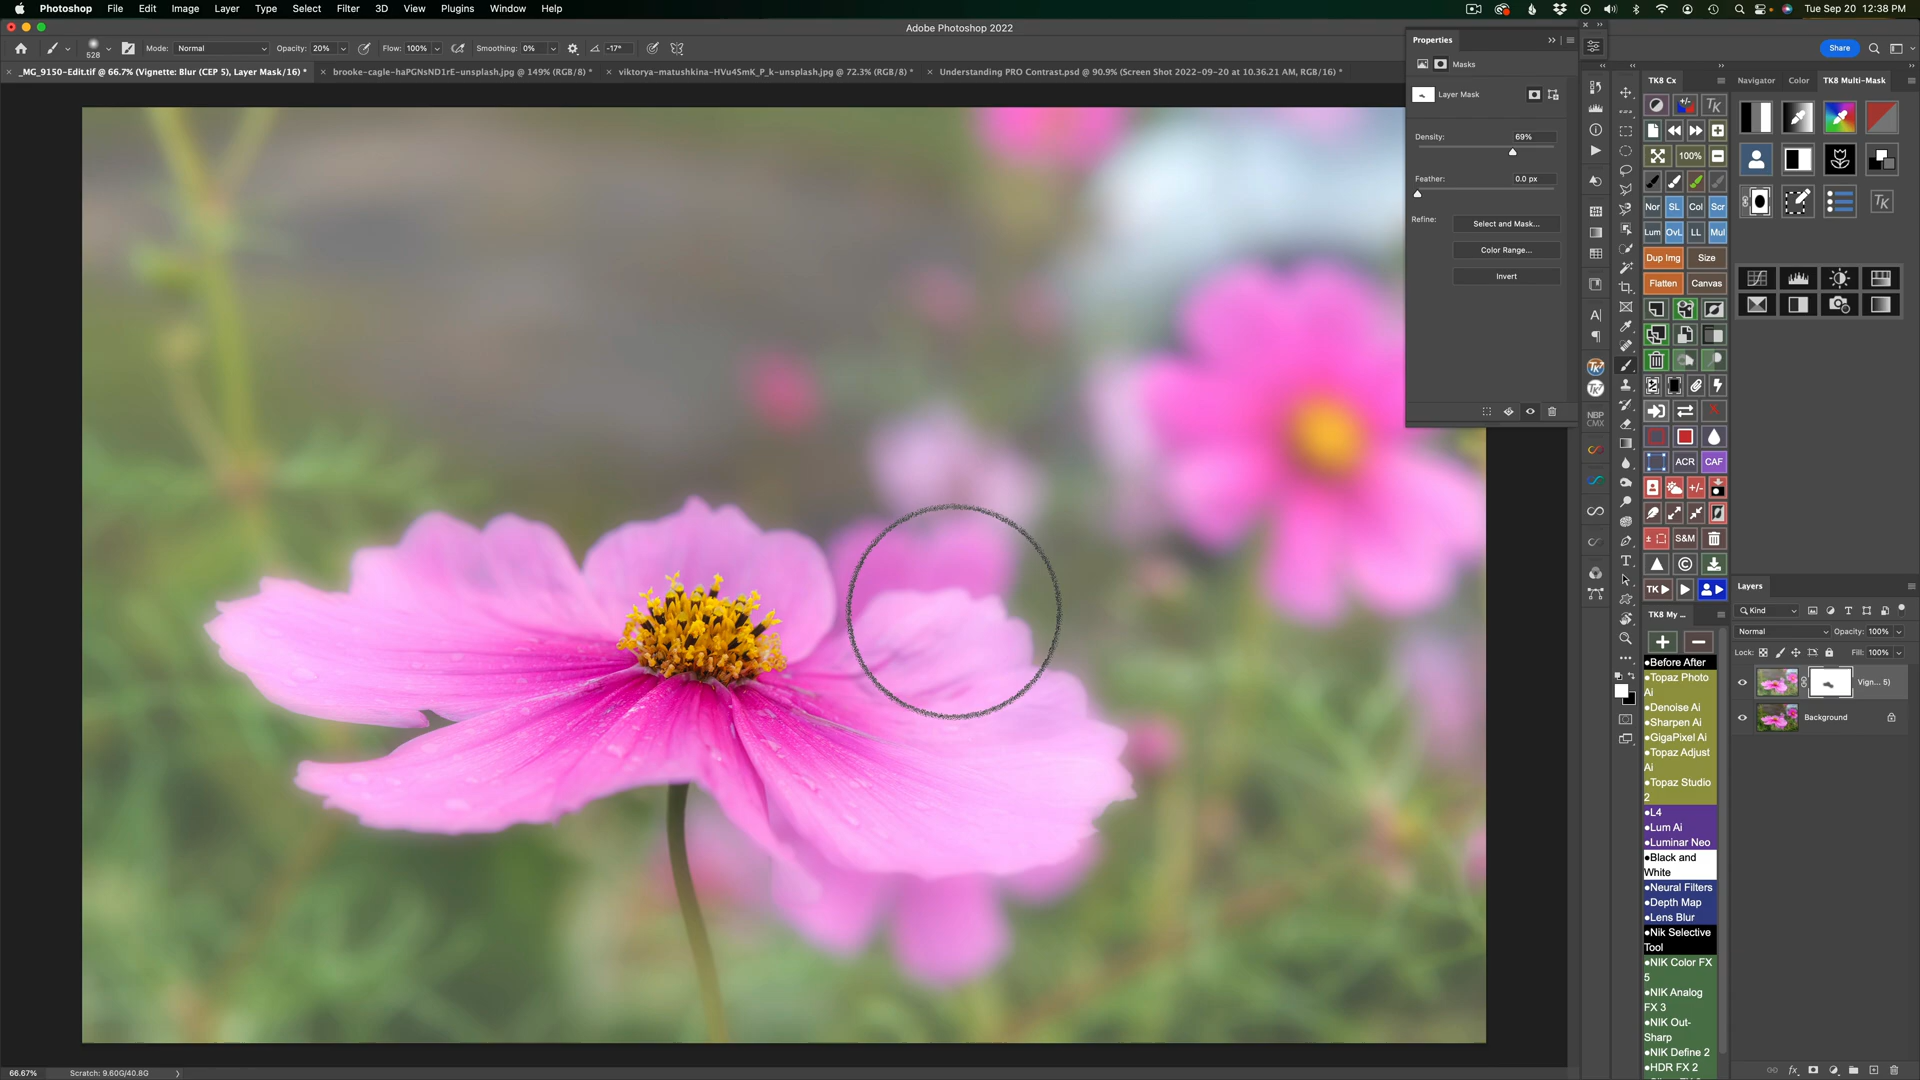 Photoshop File Edit Image Layer Type Select Filter 3D View Plugins Window Help Tue Sep 20 12:38 PM
Adobe Photoshop 2022
528 Mode: Normal Opacity: 20% Flow: 100% Smoothing: 0% -17° Share
_MG_9150-Edit.tif @ 66.7% (Vignette: Blur (CEP 5), Layer Mask/16) * brooke-cagle-haPGNsND1rE-unsplash.jpg @ 149% (RGB/8) * viktorya-matushkina-HVu4SmK_P_k-unsplash.jpg @ 72.3% (RGB/8) * Understanding PRO Contrast.psd @ 90.9% (Screen Shot 2022-09-20 at 10.36.21 AM, RGB/16) *
Properties
Masks
Layer Mask
Density: 69%
Feather: 0.0 px
Refine: Select and Mask...
Color Range...
Invert
NBP
CMX
TK8 Cx
TK
100%
Nor SL Col Scr
Lum OvL LL Mul
Dup Img Size
Flatten Canvas
ACR CAF
+/-
S&M
TK
TK8 My ...
Before After
Topaz Photo
Ai
Denoise Ai
Sharpen Ai
GigaPixel Ai
Topaz Adjust
Ai
Topaz Studio
2
L4
Lum Ai
Luminar Neo
Black and
White
Neural Filters
Depth Map
Lens Blur
Nik Selective
Tool
NIK Color FX
5
NIK Analog
FX 3
NIK Out-
Sharp
NIK Define 2
HDR FX 2
Navigator Color TK8 Multi-Mask
TK
Layers
Kind
Normal Opacity: 100%
Lock: Fill: 100%
Vign... 5)
Background
66.67% Scratch: 9.60G/40.8G